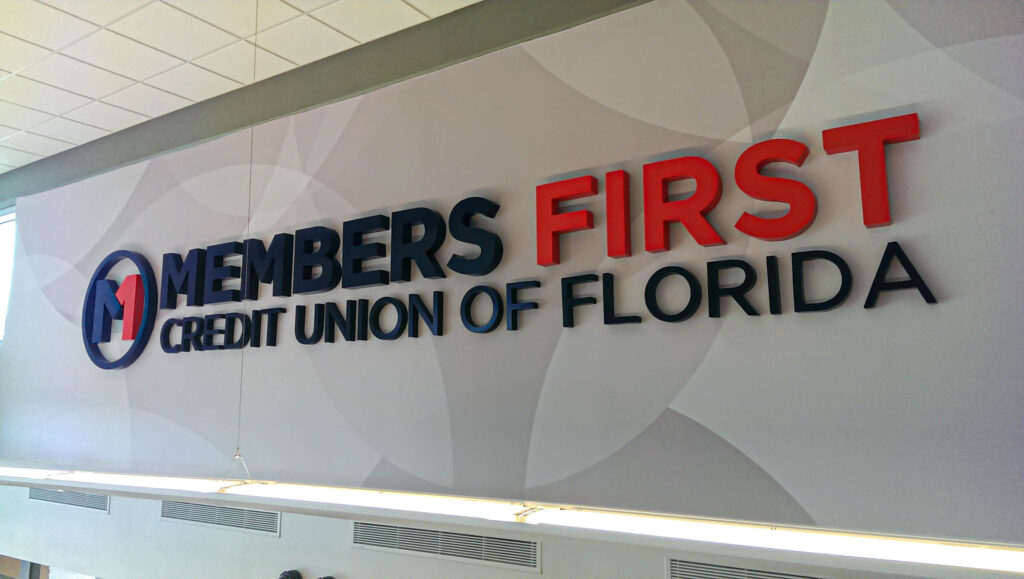 M
MEMBERS FIRST
CREDIT UNION OF FLORIDA